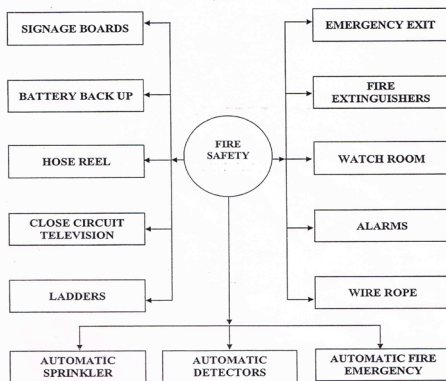 SIGNAGE BOARDS
EMERGENCY EXIT
BATTERY BACK UP
FIRE
EXTINGUISHERS
FIRE
SAFETY
HOSE REEL
WATCH ROOM
CLOSE CIRCUIT
TELEVISION
ALARMS
LADDERS
WIRE ROPE
AUTOMATIC
SPRINKLER
AUTOMATIC
DETECTORS
AUTOMATIC FIRE
EMERGENCY